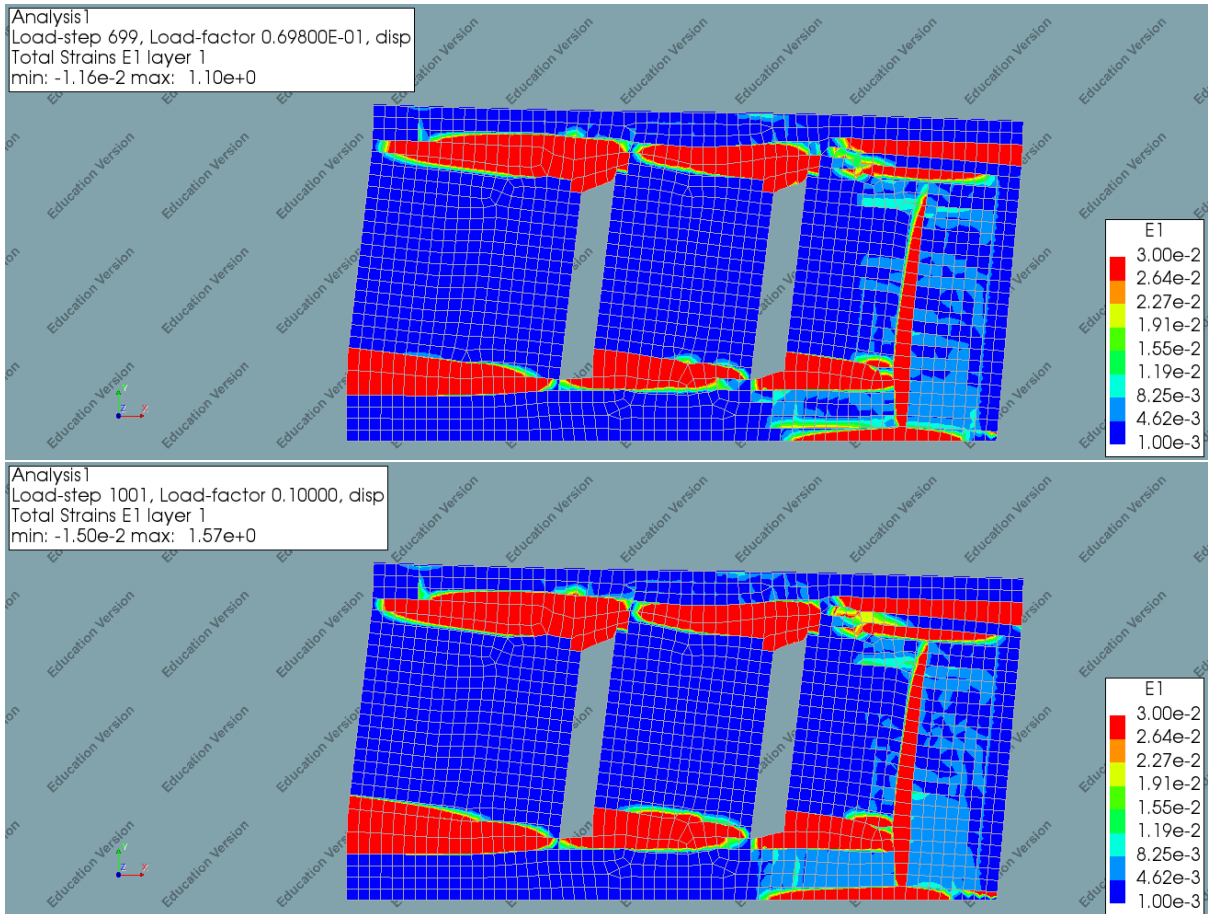 Analysis1
Load-step 699, Load-factor 0.69800E-01, disp
Total Strains E1 layer 1
min: -1.16e-2 max: 1.10e+0
Education Version
E1
3.00e-2
2.64e-2
2.27e-2
1.91e-2
1.55e-2
1.19e-2
8.25e-3
4.62e-3
1.00e-3
Y
Z X
Analysis1
Load-step 1001, Load-factor 0.10000, disp
Total Strains E1 layer 1
min: -1.50e-2 max: 1.57e+0
Education Version
E1
3.00e-2
2.64e-2
2.27e-2
1.91e-2
1.55e-2
1.19e-2
8.25e-3
4.62e-3
1.00e-3
Y
Z X